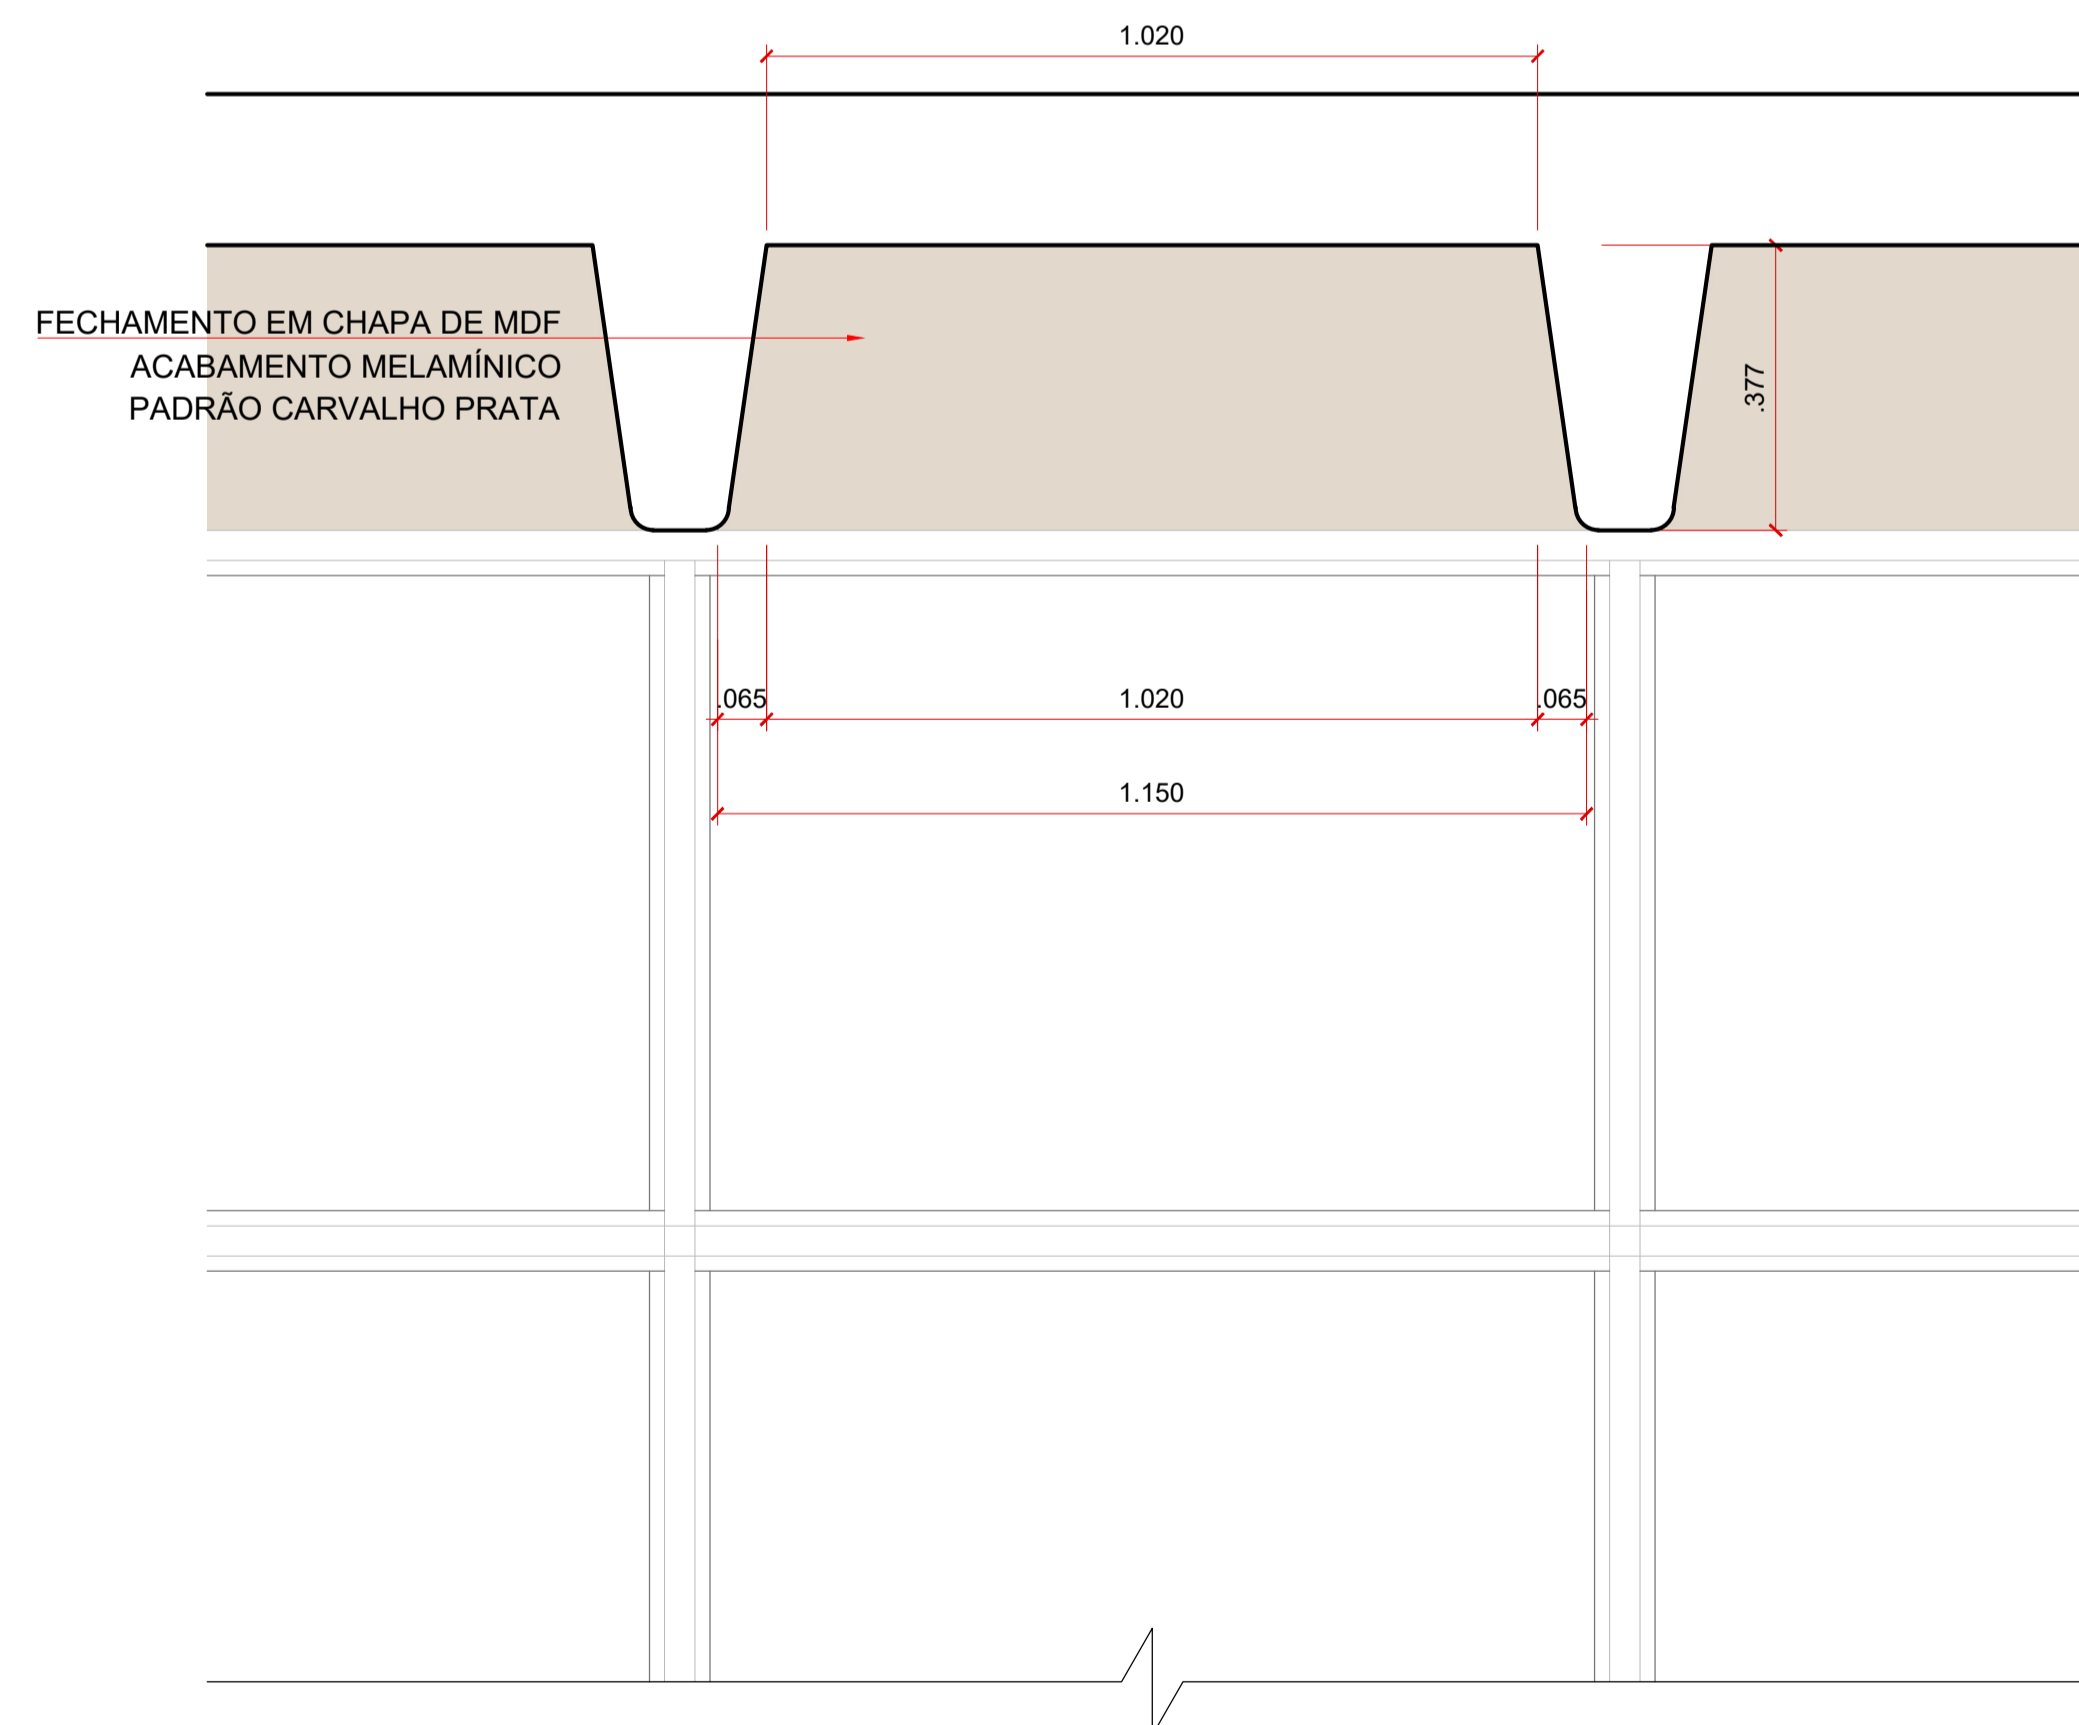 1.020
FECHAMENTO EM CHAPA DE MDF
ACABAMENTO MELAMÍNICO
PADRÃO CARVALHO PRATA
.377
.065
1.020
.065
1.150